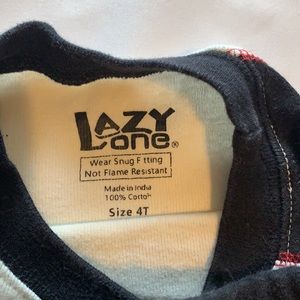 LAZY
one®
Wear Snug Fitting
Not Flame Resistant
Made in India
100% Cotton
Size 4T